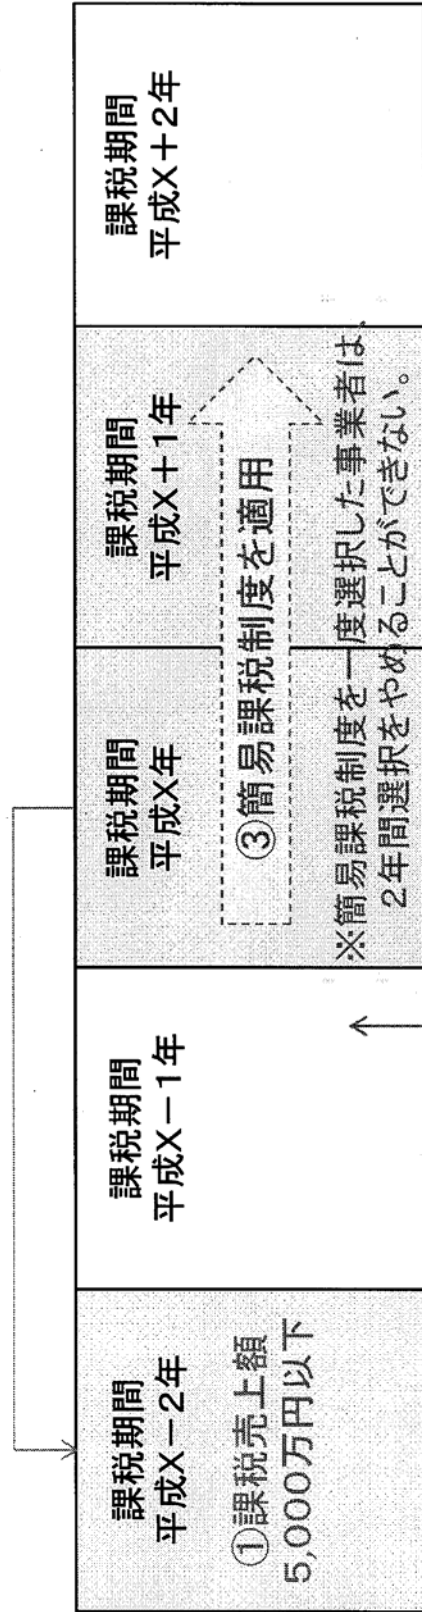 課税期間
平成X－2年
①課税売上額
5,000万円以下
課税期間
平成X－1年
課税期間
平成X年
課税期間
平成X＋1年
③簡易課税制度を適用
※簡易課税制度を一度選択した事業者は、
2年間選択をやめることができない。
課税期間
平成X＋2年